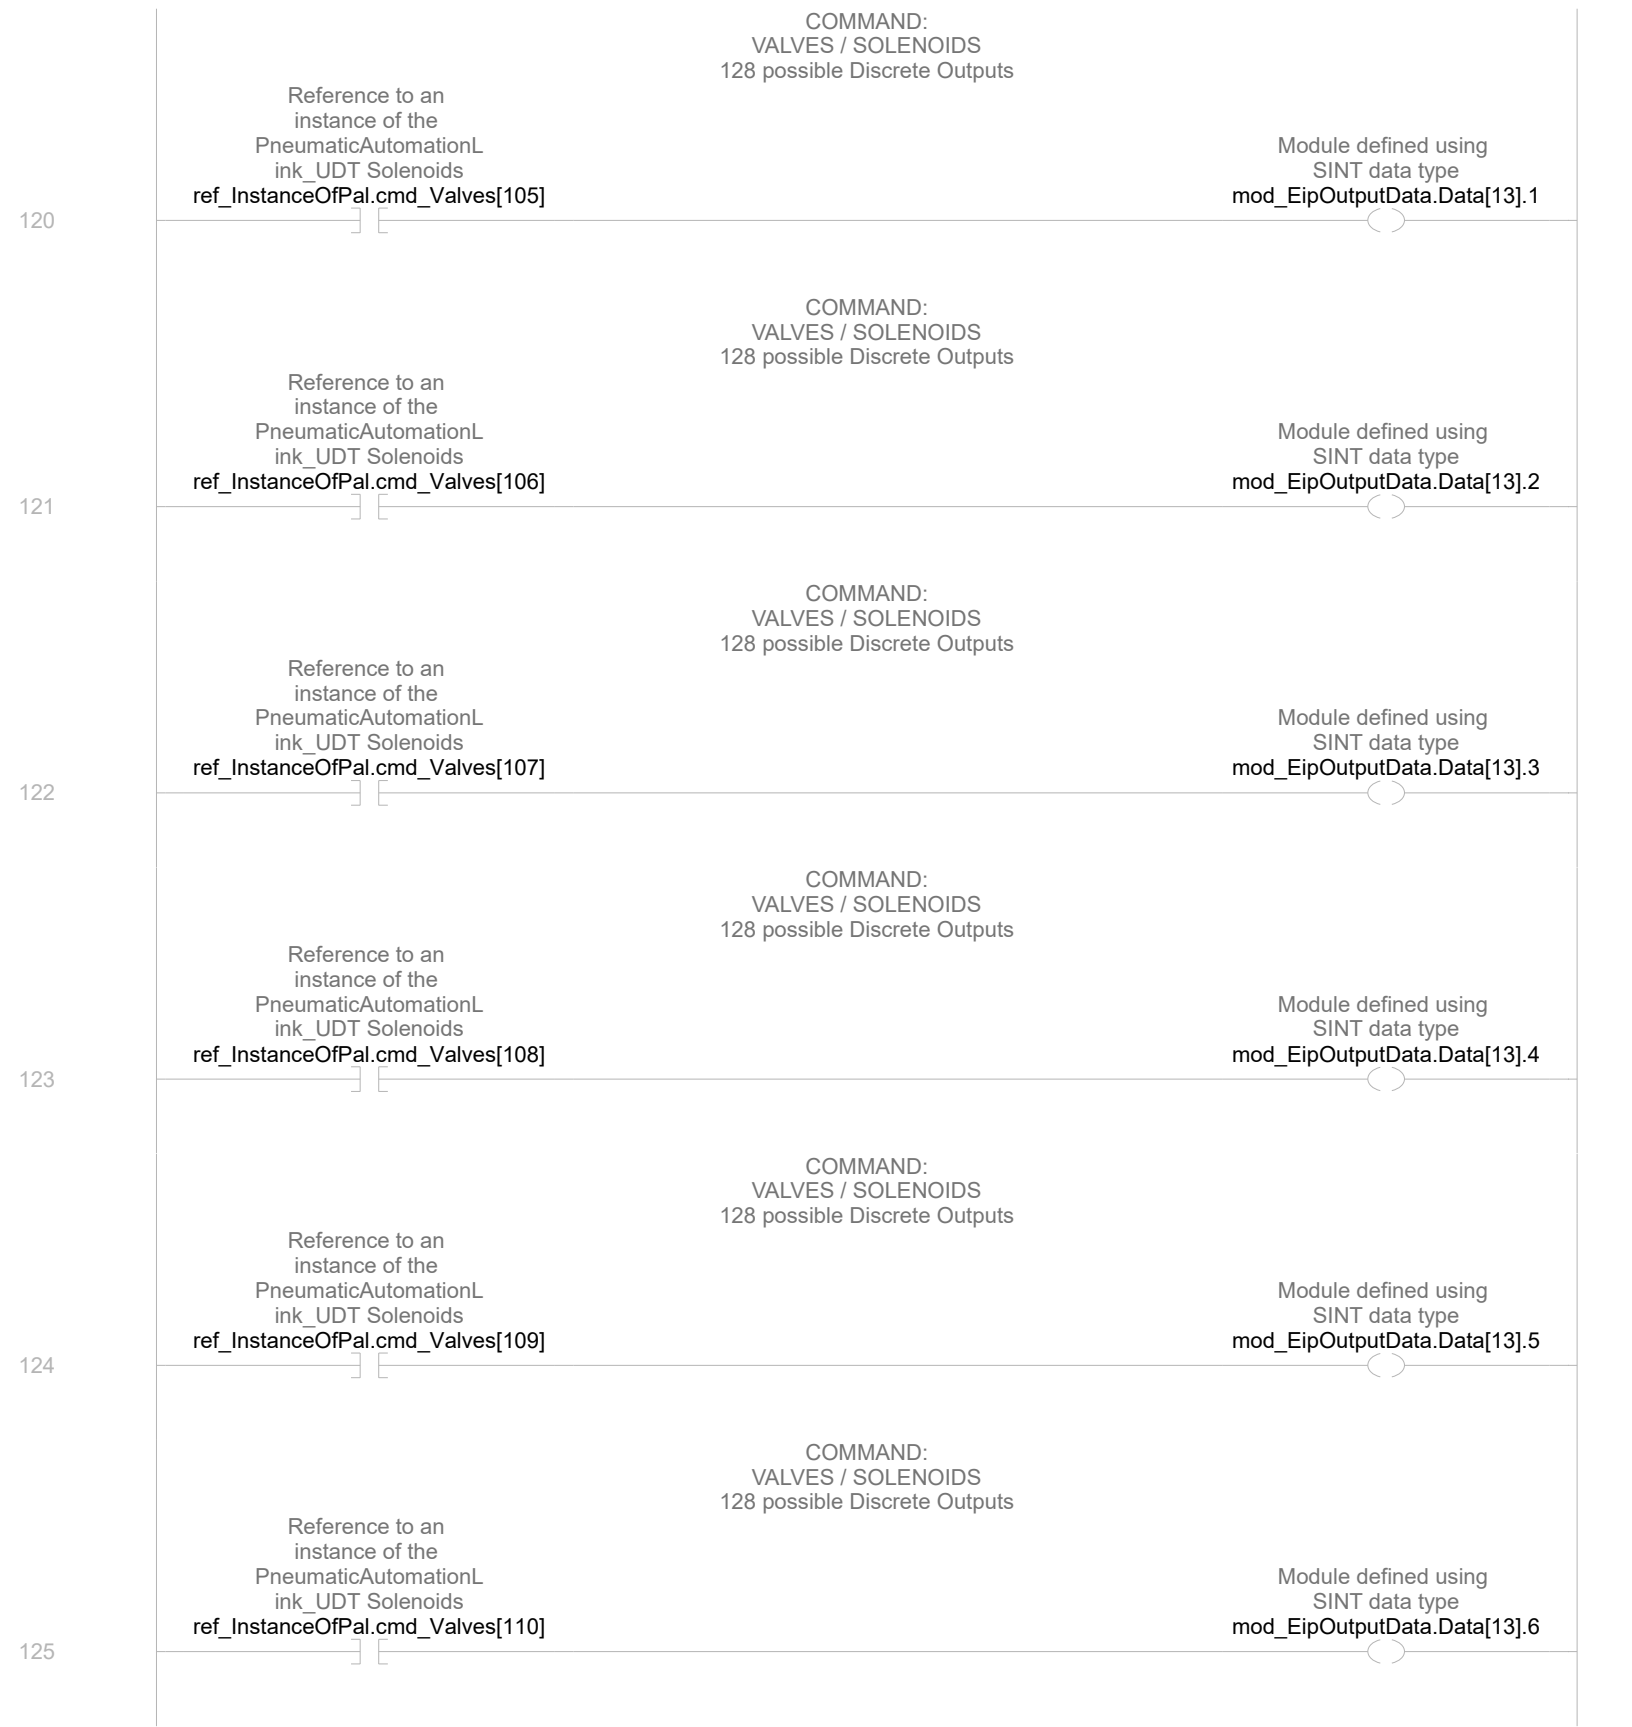 COMMAND:
VALVES / SOLENOIDS
128 possible Discrete Outputs
Reference to an
instance of the
PneumaticAutomationL
ink_UDT Solenoids
ref_InstanceOfPal.cmd_Valves[105]
Module defined using
SINT data type
mod_EipOutputData.Data[13].1
120
COMMAND:
VALVES / SOLENOIDS
128 possible Discrete Outputs
Reference to an
instance of the
PneumaticAutomationL
ink_UDT Solenoids
ref_InstanceOfPal.cmd_Valves[106]
Module defined using
SINT data type
mod_EipOutputData.Data[13].2
121
COMMAND:
VALVES / SOLENOIDS
128 possible Discrete Outputs
Reference to an
instance of the
PneumaticAutomationL
ink_UDT Solenoids
ref_InstanceOfPal.cmd_Valves[107]
Module defined using
SINT data type
mod_EipOutputData.Data[13].3
122
COMMAND:
VALVES / SOLENOIDS
128 possible Discrete Outputs
Reference to an
instance of the
PneumaticAutomationL
ink_UDT Solenoids
ref_InstanceOfPal.cmd_Valves[108]
Module defined using
SINT data type
mod_EipOutputData.Data[13].4
123
COMMAND:
VALVES / SOLENOIDS
128 possible Discrete Outputs
Reference to an
instance of the
PneumaticAutomationL
ink_UDT Solenoids
ref_InstanceOfPal.cmd_Valves[109]
Module defined using
SINT data type
mod_EipOutputData.Data[13].5
124
COMMAND:
VALVES / SOLENOIDS
128 possible Discrete Outputs
Reference to an
instance of the
PneumaticAutomationL
ink_UDT Solenoids
ref_InstanceOfPal.cmd_Valves[110]
Module defined using
SINT data type
mod_EipOutputData.Data[13].6
125